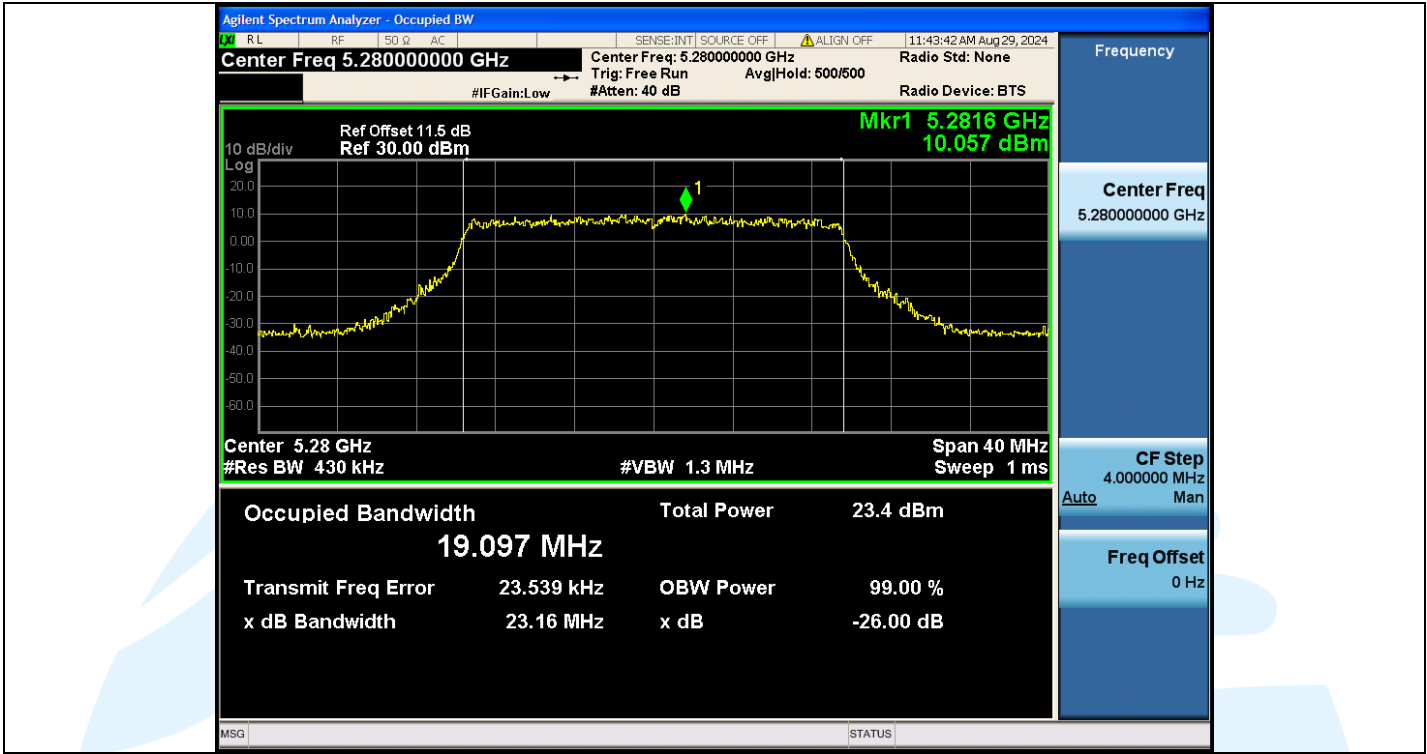 Agilent Spectrum Analyzer - Occupied BW
LXI RL RF 50 Ω AC SENSE:INT SOURCE OFF ALIGN OFF 11:43:42 AM Aug 29, 2024
Center Freq 5.280000000 GHz
Center Freq: 5.280000000 GHz
Radio Std: None
Trig: Free Run Avg|Hold: 500/500
#IFGain:Low
#Atten: 40 dB
Radio Device: BTS
Mkr1 5.2816 GHz
10.057 dBm
Ref Offset 11.5 dB
10 dB/div Ref 30.00 dBm
Log
20.0
10.0
0.00
-10.0
-20.0
-30.0
-40.0
-50.0
-60.0
1
Center 5.28 GHz Span 40 MHz
#Res BW 430 kHz #VBW 1.3 MHz Sweep 1 ms
Occupied Bandwidth Total Power 23.4 dBm
19.097 MHz
Transmit Freq Error 23.539 kHz OBW Power 99.00 %
x dB Bandwidth 23.16 MHz x dB -26.00 dB
Frequency
Center Freq
5.280000000 GHz
CF Step
4.000000 MHz
Auto Man
Freq Offset
0 Hz
MSG STATUS